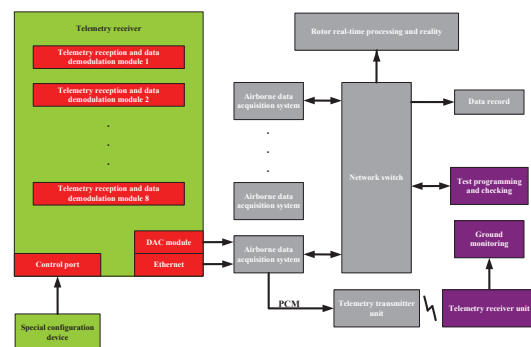 Telemetry receiver
Telemetry reception and data
demodulation module 1
Telemetry reception and data
demodulation module 2
Telemetry reception and data
demodulation module 8
DAC module
Control port
Ethernet
Special configuration
device
Rotor real-time processing and reality
Airborne data
acquisition system
Airborne data
acquisition system
Airborne data
acquisition system
Network switch
Data record
Test programming
and checking
Ground
monitoring
PCM
Telemetry transmitter
unit
Telemetry receiver unit